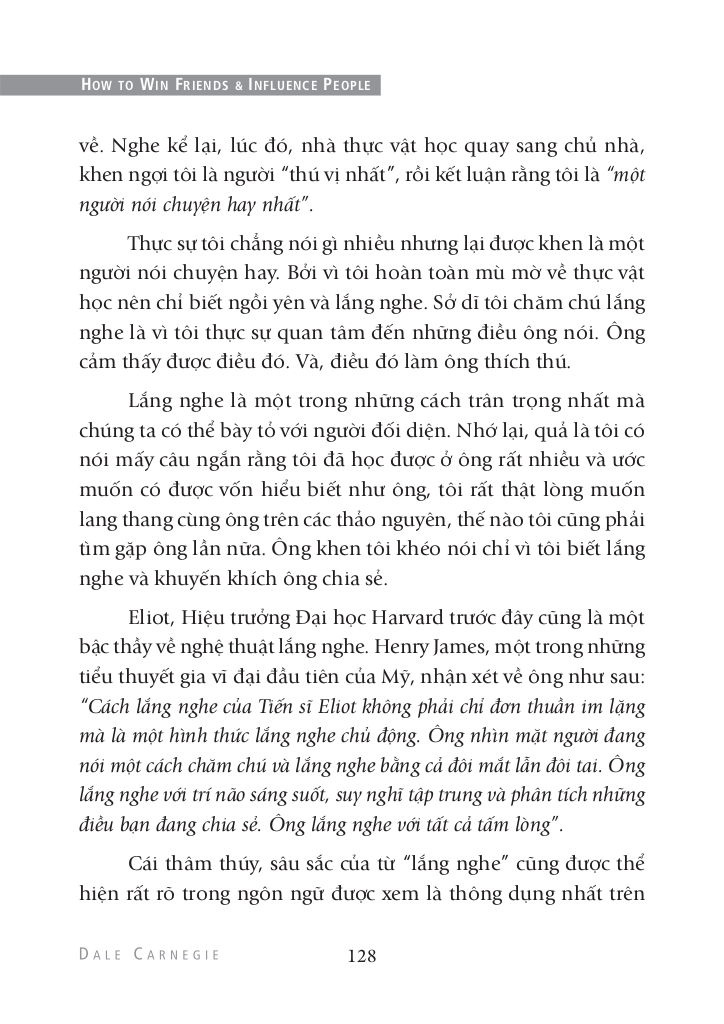 HOW TO WIN FRIENDS & INFLUENCE PEOPLE
về. Nghe kể lại, lúc đó, nhà thực vật học quay sang chủ nhà,
khen ngợi tôi là người “thú vị nhất”, rồi kết luận rằng tôi là “một
người nói chuyện hay nhất”.
Thực sự tôi chẳng nói gì nhiều nhưng lại được khen là một
người nói chuyện hay. Bởi vì tôi hoàn toàn mù mờ về thực vật
học nên chỉ biết ngồi yên và lắng nghe. Sở dĩ tôi chăm chú lắng
nghe là vì tôi thực sự quan tâm đến những điều ông nói. Ông
cảm thấy được điều đó. Và, điều đó làm ông thích thú.
Lắng nghe là một trong những cách trân trọng nhất mà
chúng ta có thể bày tỏ với người đối diện. Nhớ lại, quả là tôi có
nói mấy câu ngắn rằng tôi đã học được ở ông rất nhiều và ước
muốn có được vốn hiểu biết như ông, tôi rất thật lòng muốn
lang thang cùng ông trên các thảo nguyên, thế nào tôi cũng phải
tìm gặp ông lần nữa. Ông khen tôi khéo nói chỉ vì tôi biết lắng
nghe và khuyến khích ông chia sẻ.
Eliot, Hiệu trưởng Đại học Harvard trước đây cũng là một
bậc thầy về nghệ thuật lắng nghe. Henry James, một trong những
tiểu thuyết gia vĩ đại đầu tiên của Mỹ, nhận xét về ông như sau:
“Cách lắng nghe của Tiến sĩ Eliot không phải chỉ đơn thuần im lặng
mà là một hình thức lắng nghe chủ động. Ông nhìn mặt người đang
nói một cách chăm chú và lắng nghe bằng cả đôi mắt lẫn đôi tai. Ông
lắng nghe với trí não sáng suốt, suy nghĩ tập trung và phân tích những
điều bạn đang chia sẻ. Ông lắng nghe với tất cả tấm lòng”.
Cái thâm thúy, sâu sắc của từ “lắng nghe” cũng được thể
hiện rất rõ trong ngôn ngữ được xem là thông dụng nhất trên
DALE CARNEGIE
128